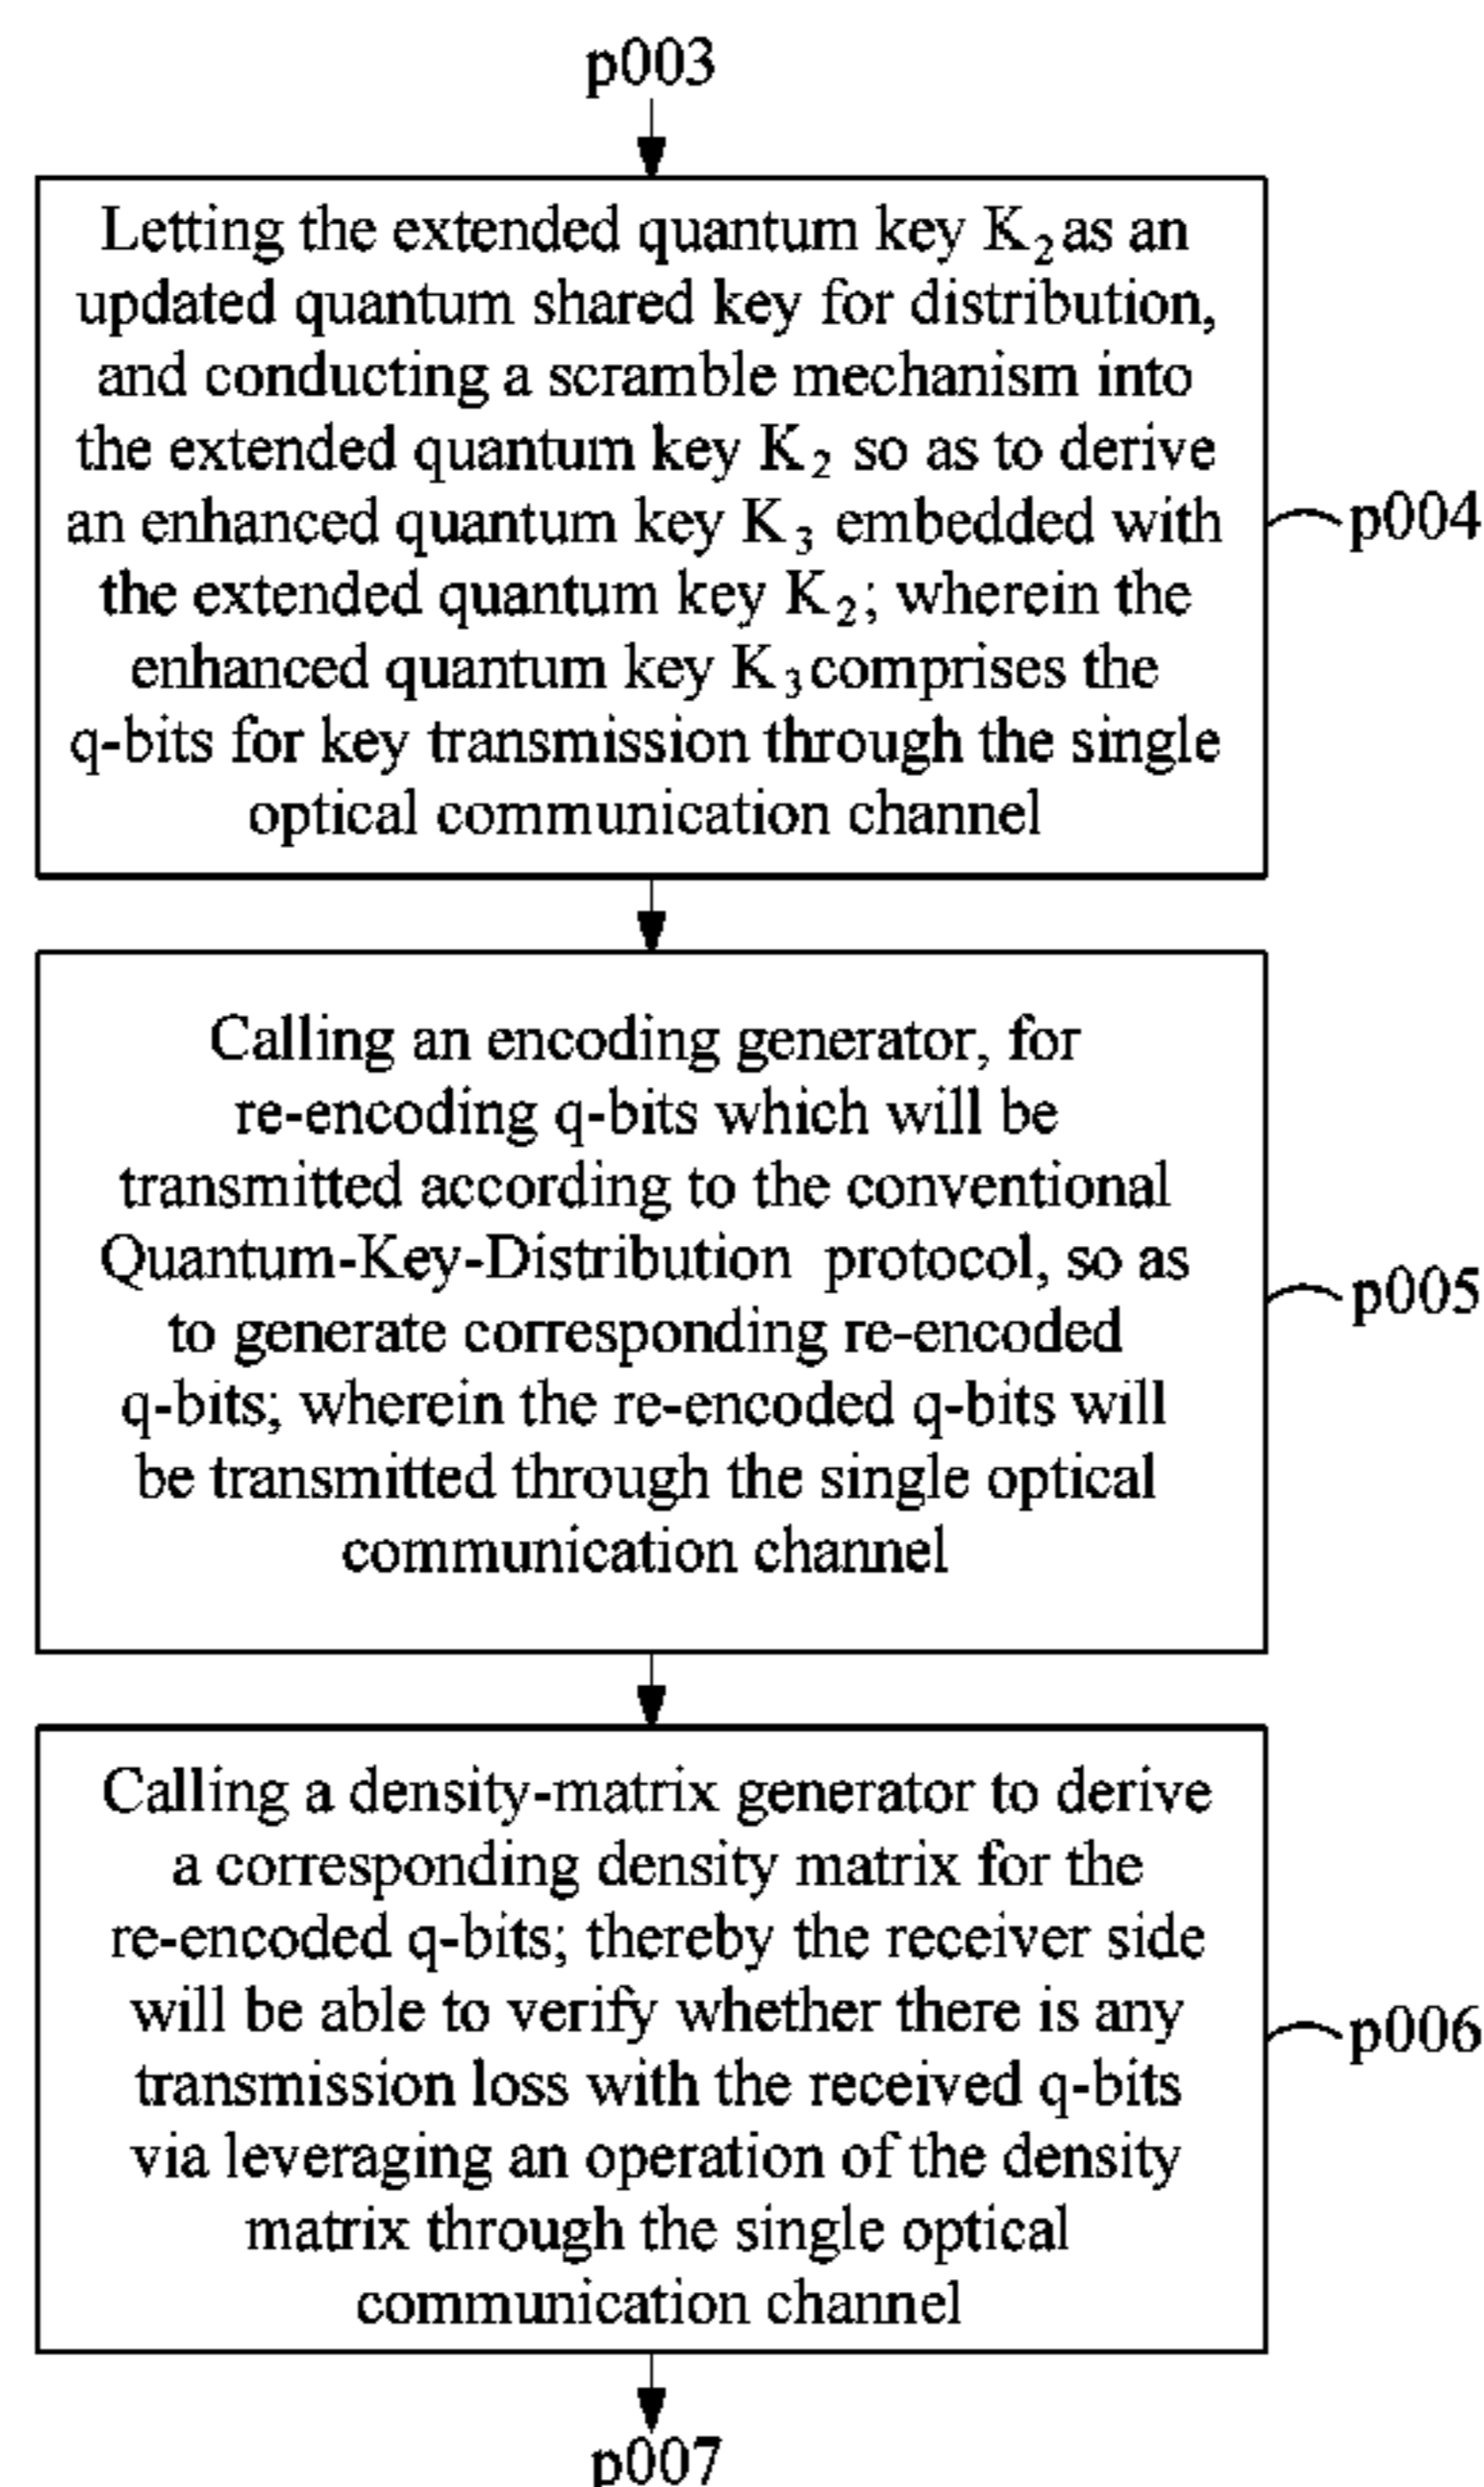 p003
Letting the extended quantum key K₂ as an
updated quantum shared key for distribution,
and conducting a scramble mechanism into
the extended quantum key K₂ so as to derive
an enhanced quantum key K₃ embedded with
the extended quantum key K₂; wherein the
enhanced quantum key K₃ comprises the
q-bits for key transmission through the single
optical communication channel
p004
Calling an encoding generator, for
re-encoding q-bits which will be
transmitted according to the conventional
Quantum-Key-Distribution protocol, so as
to generate corresponding re-encoded
q-bits; wherein the re-encoded q-bits will
be transmitted through the single optical
communication channel
p005
Calling a density-matrix generator to derive
a corresponding density matrix for the
re-encoded q-bits; thereby the receiver side
will be able to verify whether there is any
transmission loss with the received q-bits
via leveraging an operation of the density
matrix through the single optical
communication channel
p006
p007